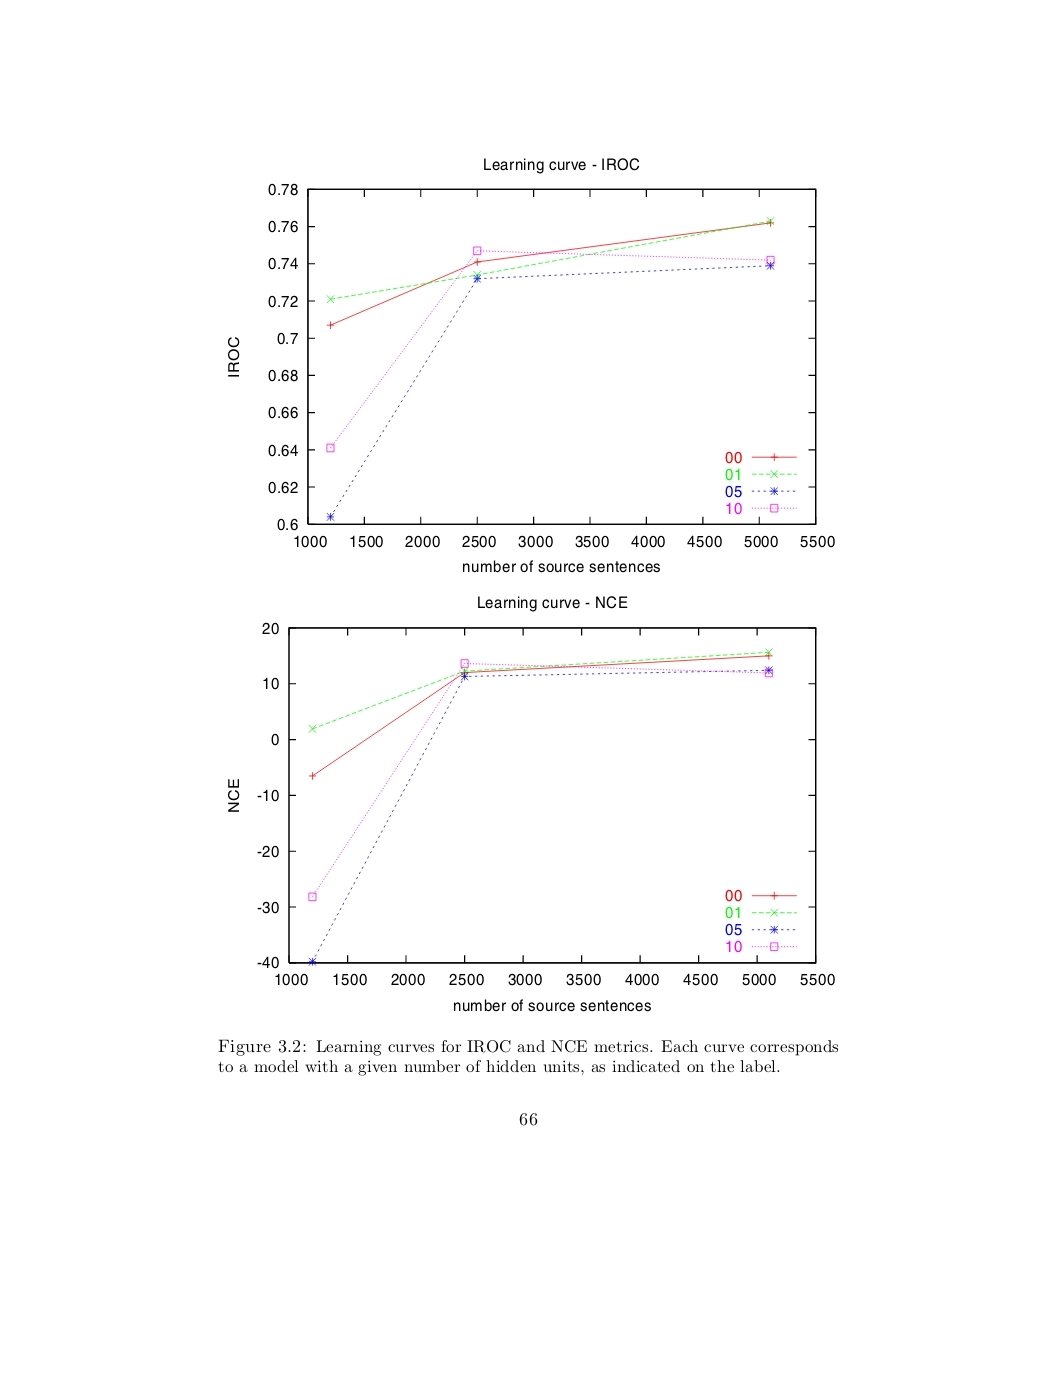 Learning curve - IROC
0.78
0.76
0.74
0.72
0.7
0.68
0.66
0.64
0.62
0.6
IROC
00
01
05
10
1000 1500 2000 2500 3000 3500 4000 4500 5000 5500
number of source sentences
Learning curve - NCE
20
10
0
-10
-20
-30
-40
NCE
00
01
05
10
1000 1500 2000 2500 3000 3500 4000 4500 5000 5500
number of source sentences
Figure 3.2: Learning curves for IROC and NCE metrics. Each curve corresponds
to a model with a given number of hidden units, as indicated on the label.
66